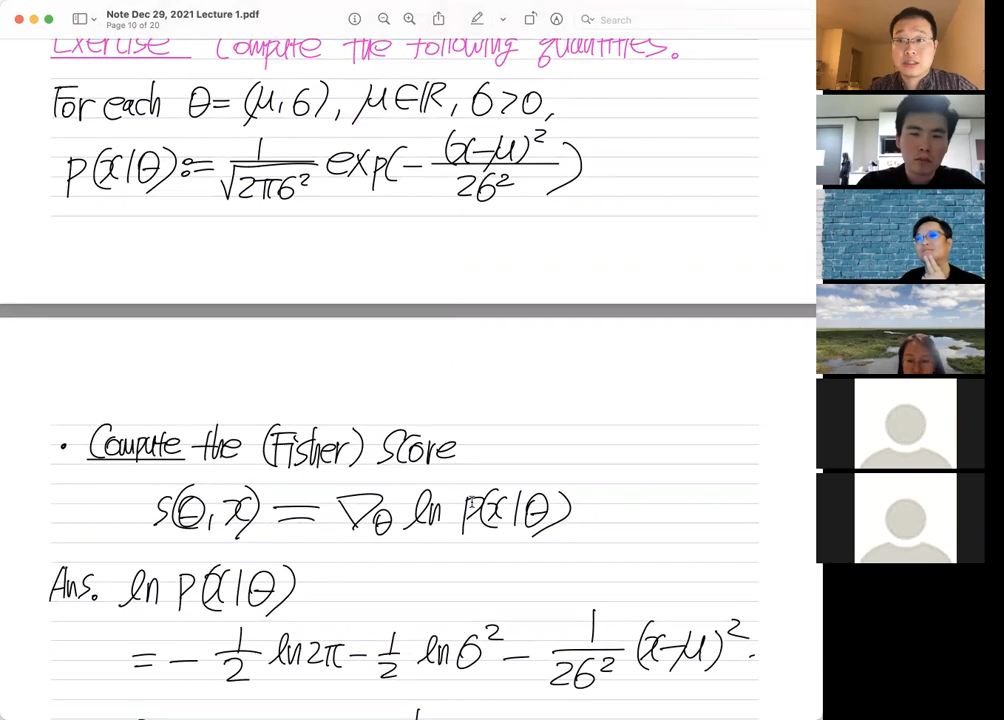 Note Dec 29, 2021 Lecture 1.pdf
Page 10 of 20
Search
Exercise Compute the following quantities.
For each θ = (μ, σ), μ ∈ ℝ, σ > 0,
p(x|θ) := 1/√(2πσ²) exp(- (x-μ)²/2σ²)
· Compute the (Fisher) Score
s(θ, x) = ∇θ ln p(x|θ)
Ans. ln p(x|θ)
= - 1/2 ln 2π - 1/2 ln σ² - 1/2σ² (x-μ)².